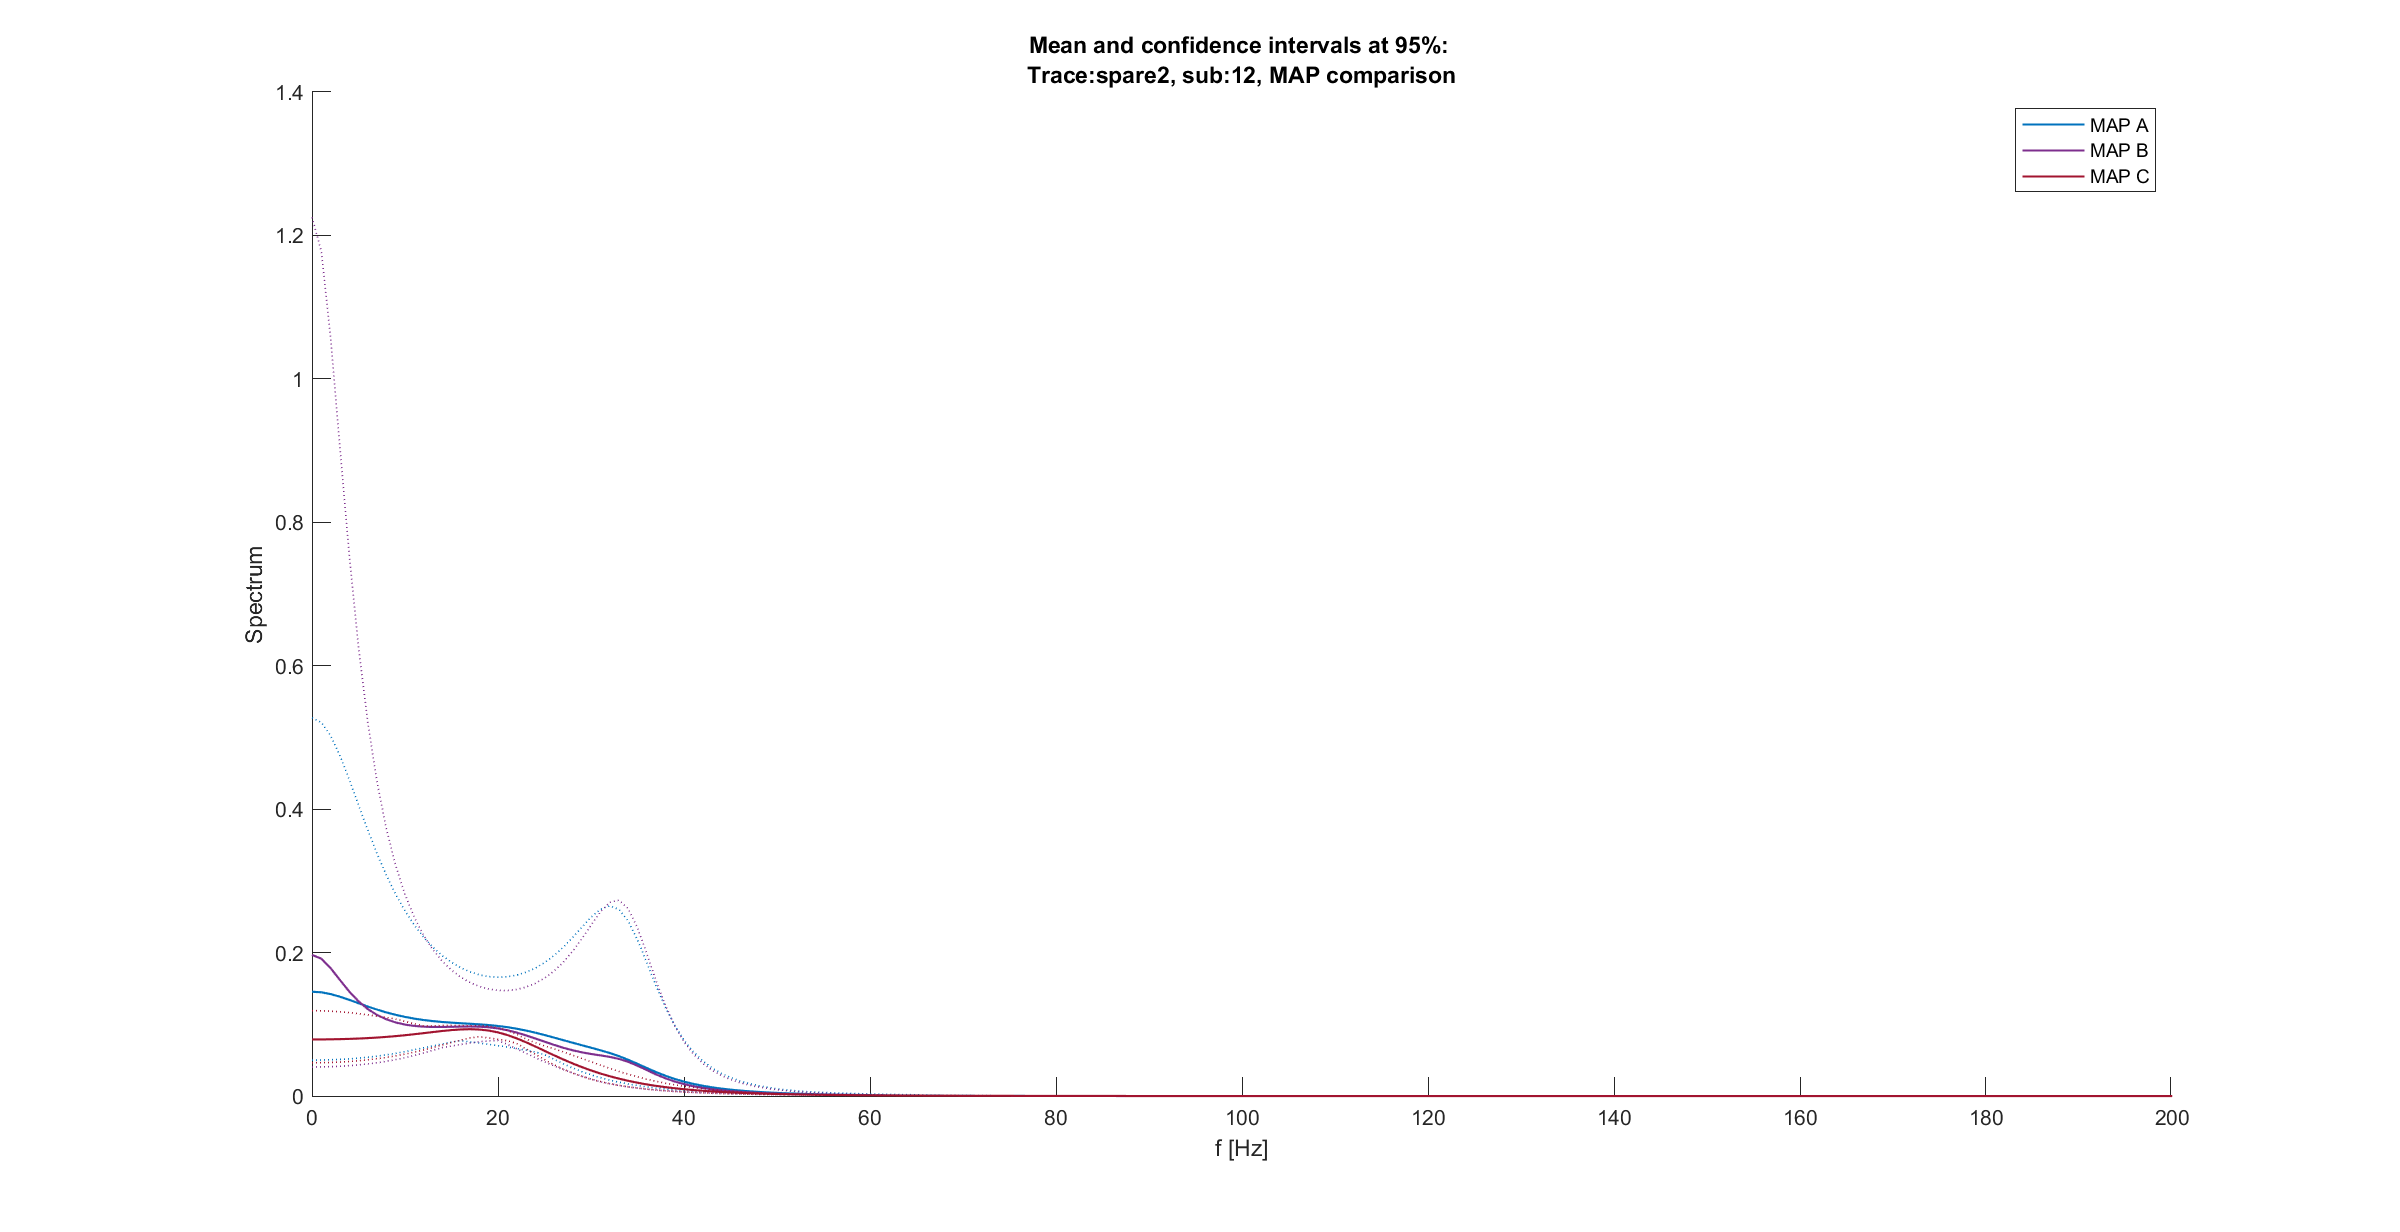 Mean and confidence intervals at 95%:
Trace:spare2, sub:12, MAP comparison
1.4
1.2
1
0.8
0.6
0.4
0.2
0
Spectrum
MAP A
MAP B
MAP C
0 20 40 60 80 100 120 140 160 180 200
f [Hz]